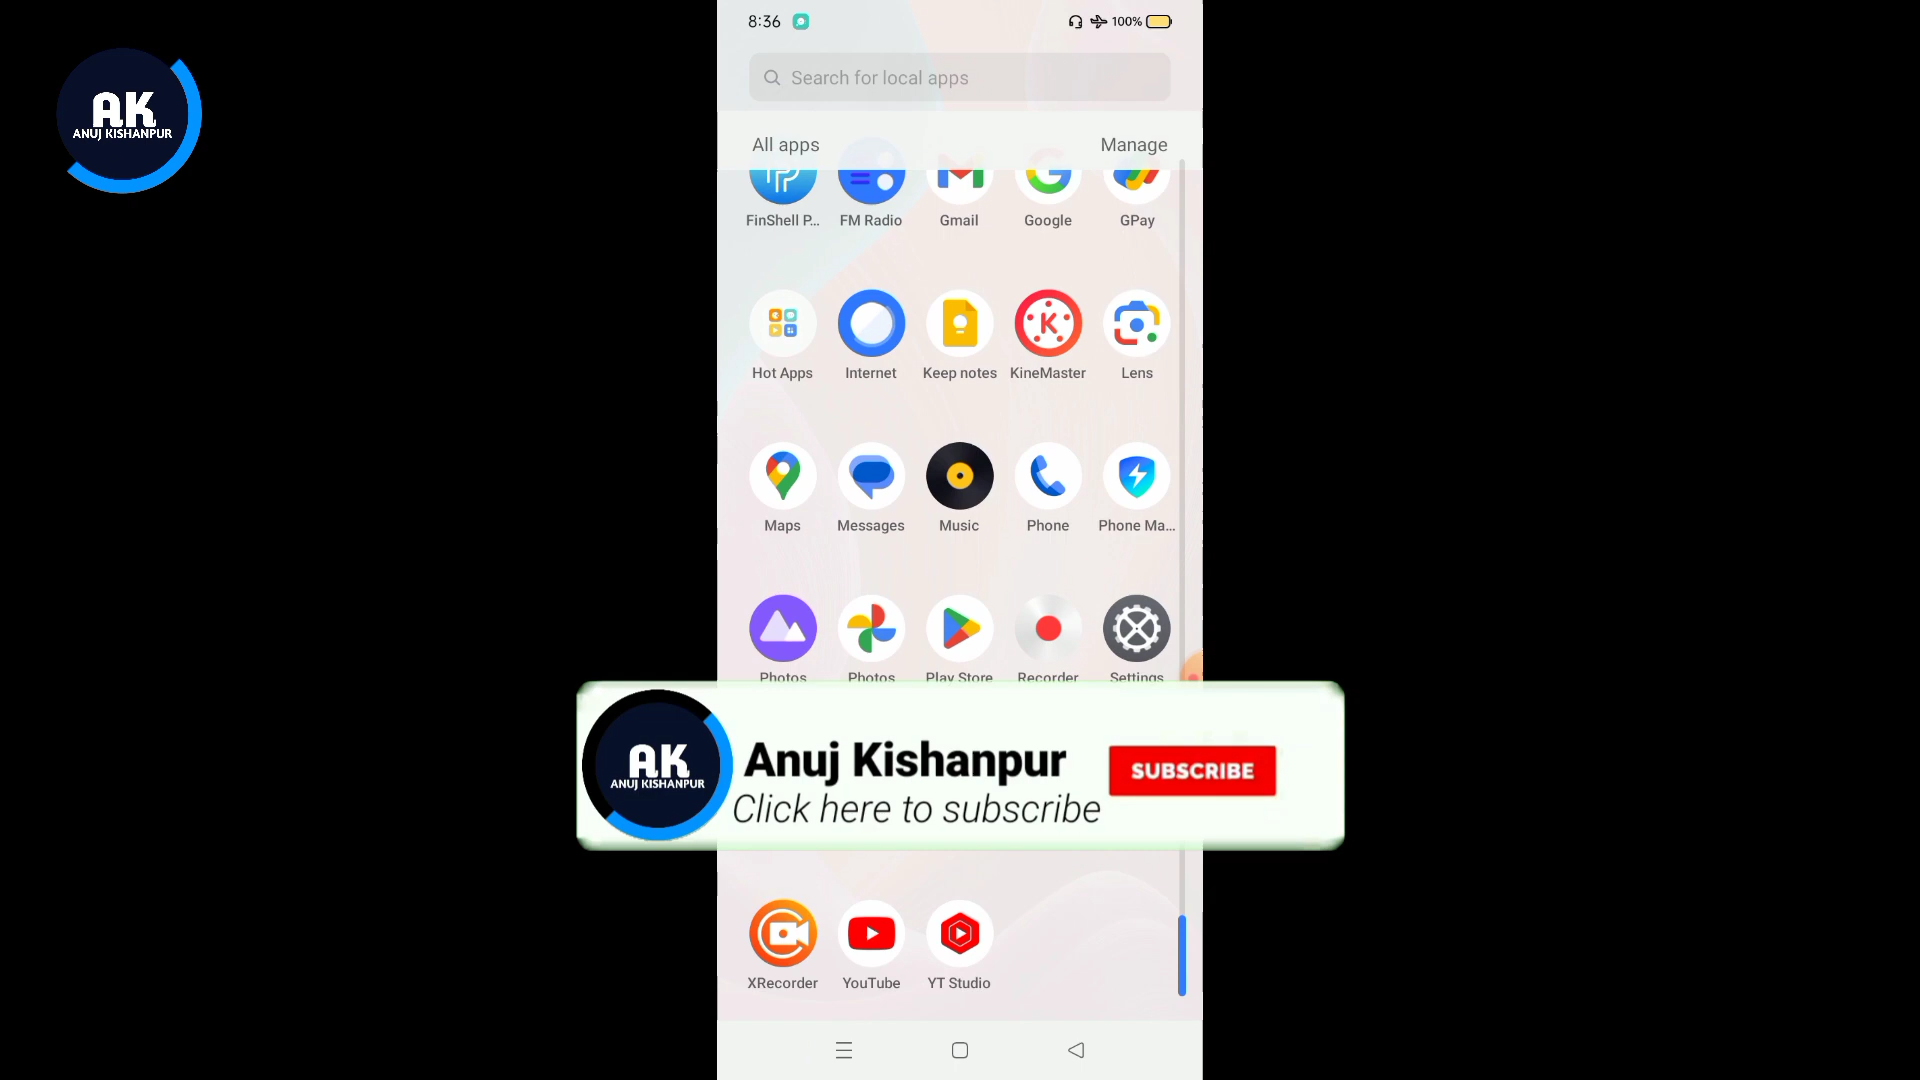 8:36
100%
AK
ANUJ KISHANPUR
Search for local apps
All apps
Manage
FinShell P...
FM Radio
Gmail
Google
GPay
Hot Apps
Internet
Keep notes
KineMaster
Lens
Maps
Messages
Music
Phone
Phone Ma...
Photos
Photos
Play Store
Recorder
Settings
AK
ANUJ KISHANPUR
Anuj Kishanpur
Click here to subscribe
SUBSCRIBE
XRecorder
YouTube
YT Studio